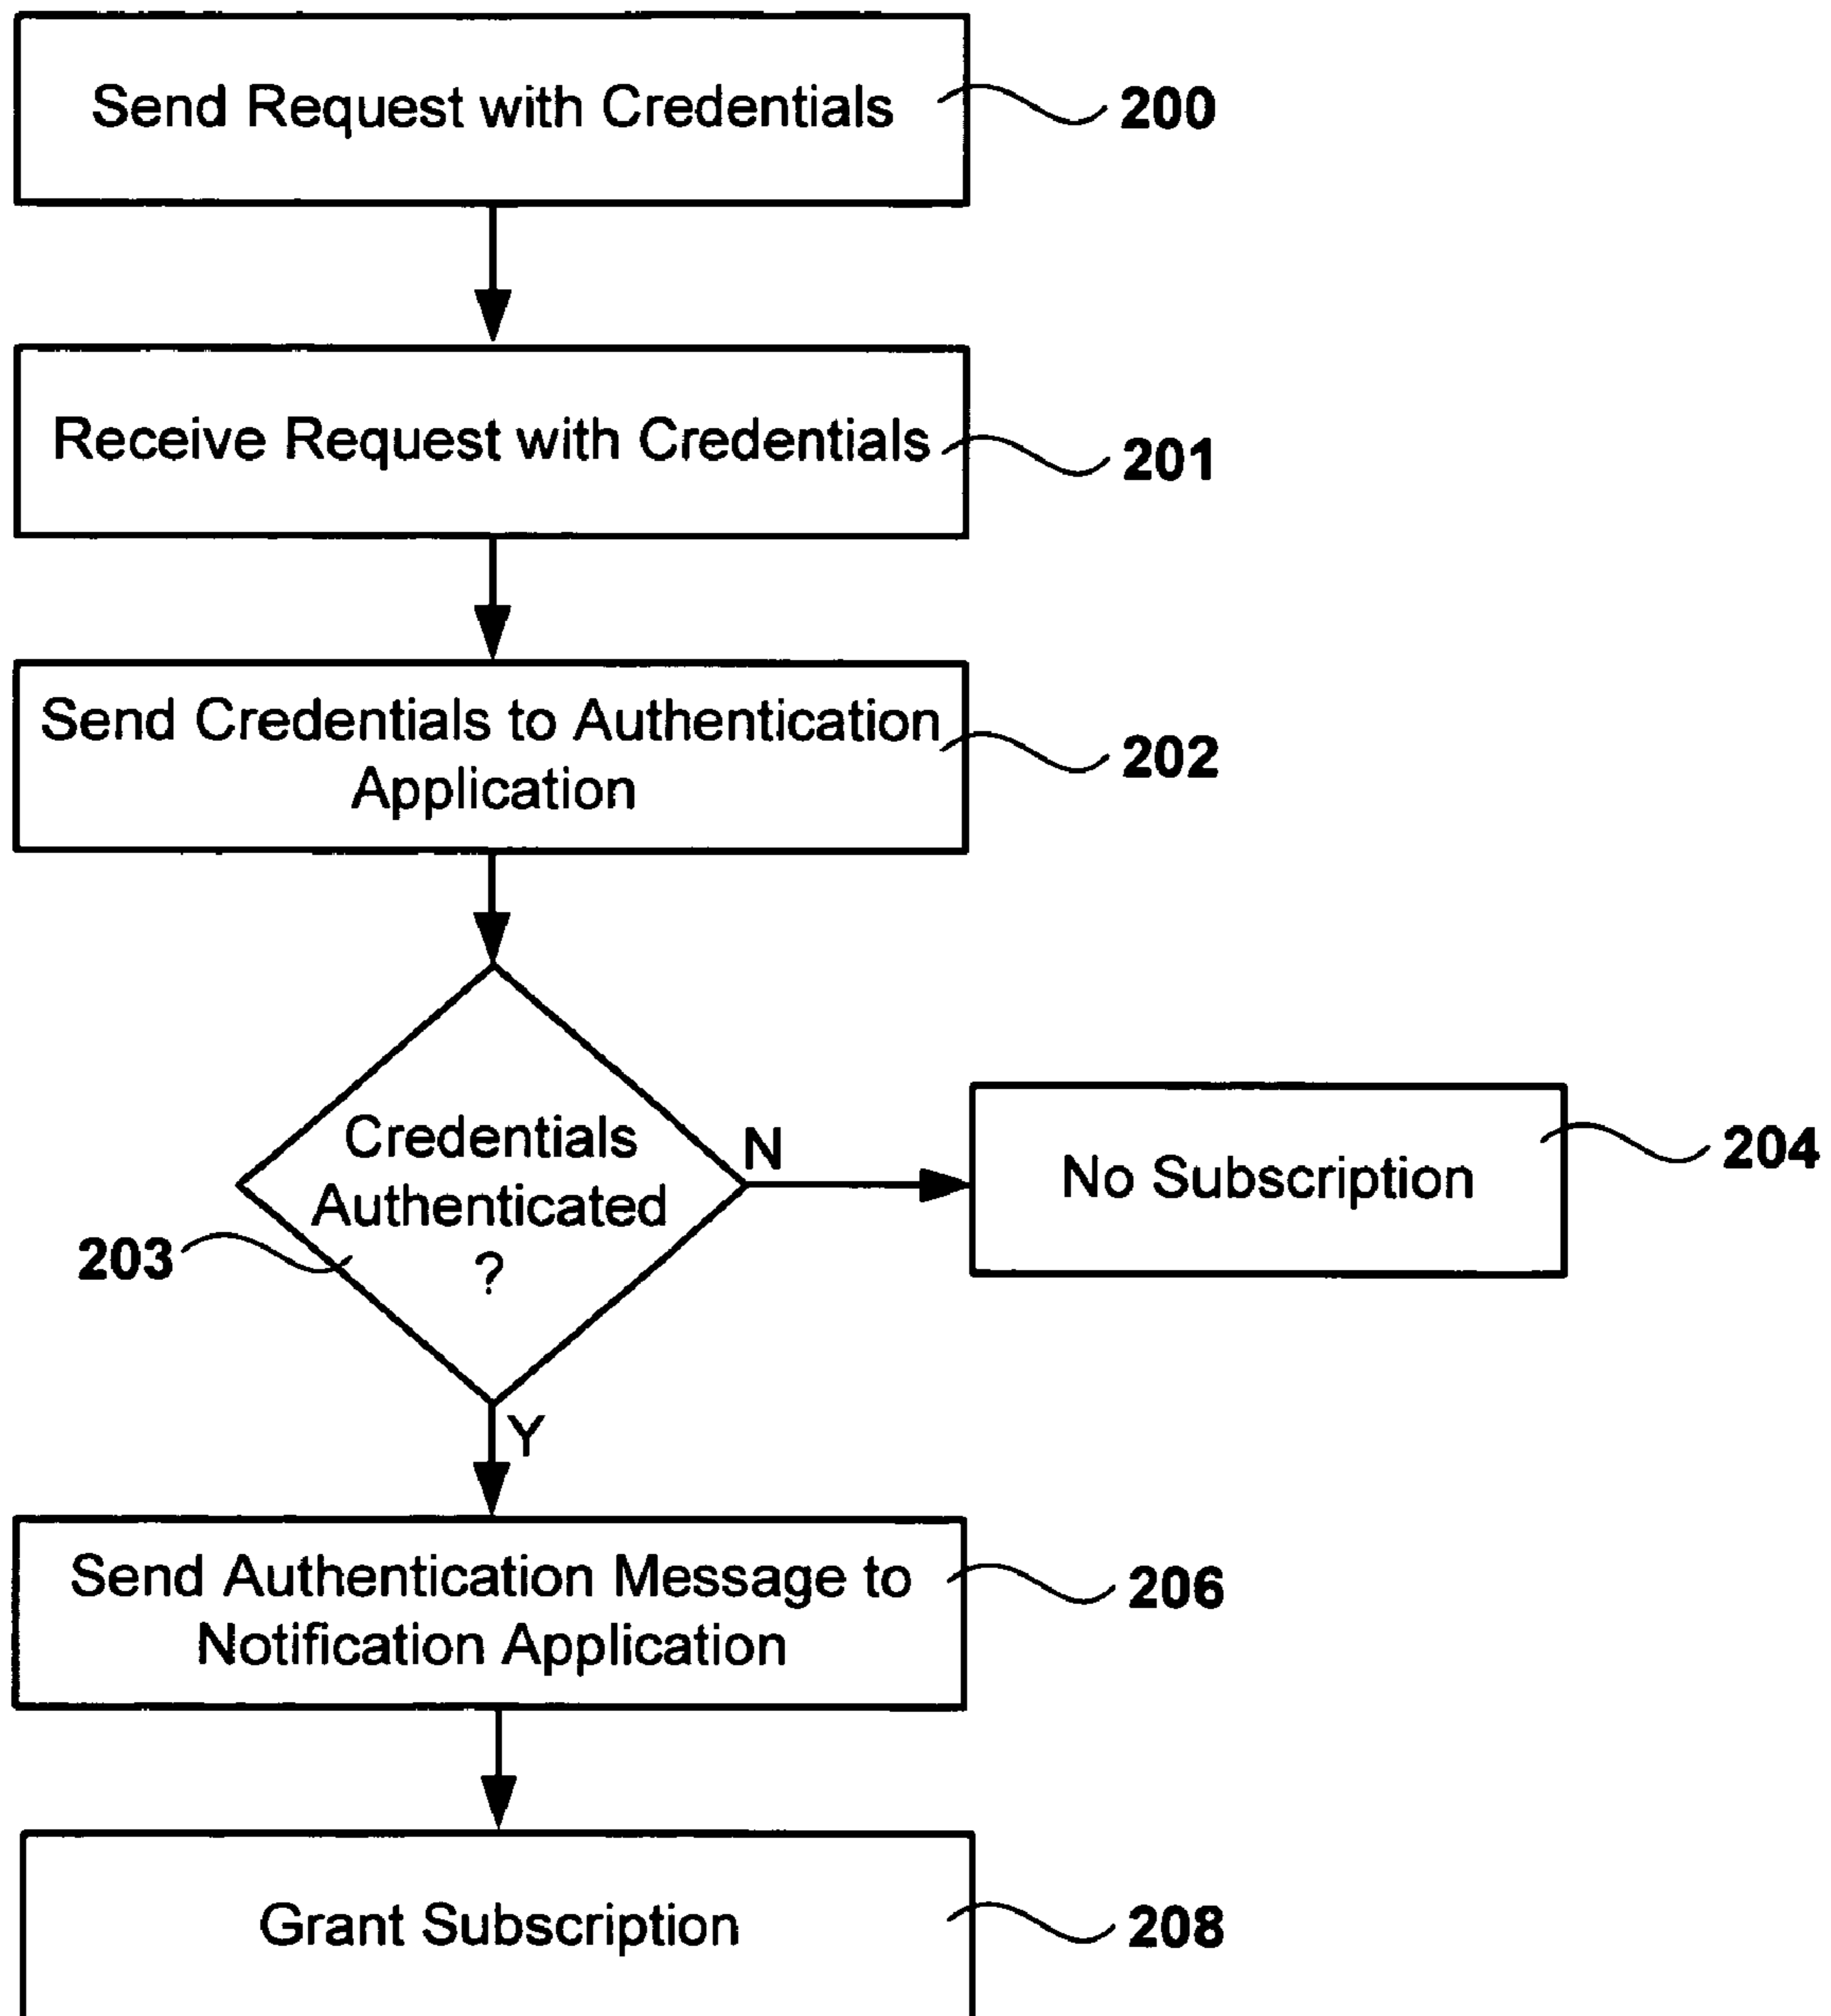 Send Request with Credentials
200
Receive Request with Credentials
201
Send Credentials to Authentication
Application
202
Credentials
Authenticated
?
203
N
No Subscription
204
Y
Send Authentication Message to
Notification Application
206
Grant Subscription
208